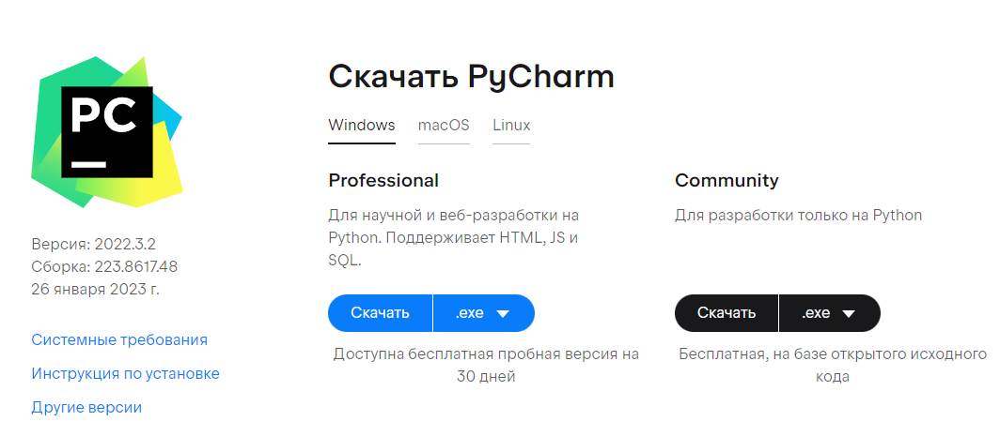 PC
Скачать PyCharm
Windows macOS Linux
Professional
Для научной и веб-разработки на
Python. Поддерживает HTML, JS и
SQL.
Скачать .exe
Доступна бесплатная пробная версия на
30 дней
Community
Для разработки только на Python
Скачать .exe
Бесплатная, на базе открытого исходного
кода
Версия: 2022.3.2
Сборка: 223.8617.48
26 января 2023 г.
Системные требования
Инструкция по установке
Другие версии